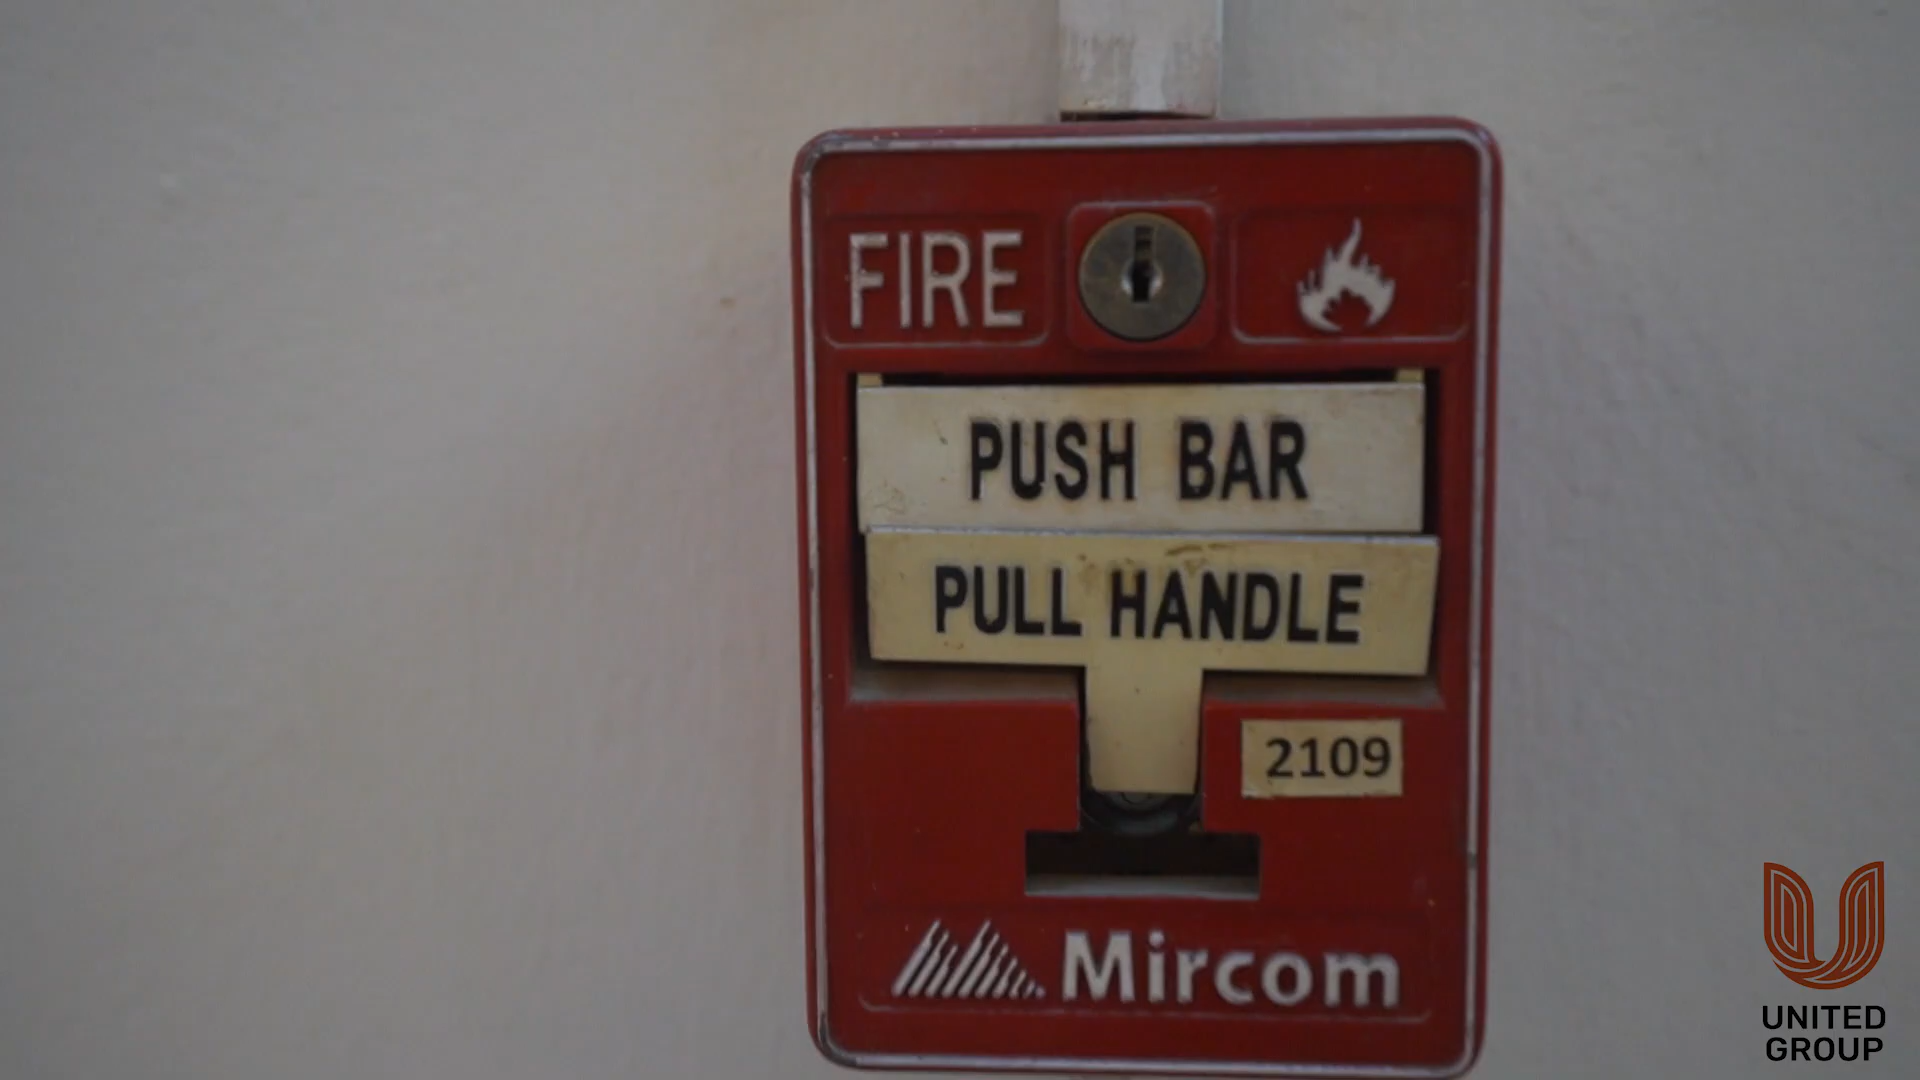 FIRE
PUSH BAR
PULL HANDLE
2109
Mircom
UNITED
GROUP